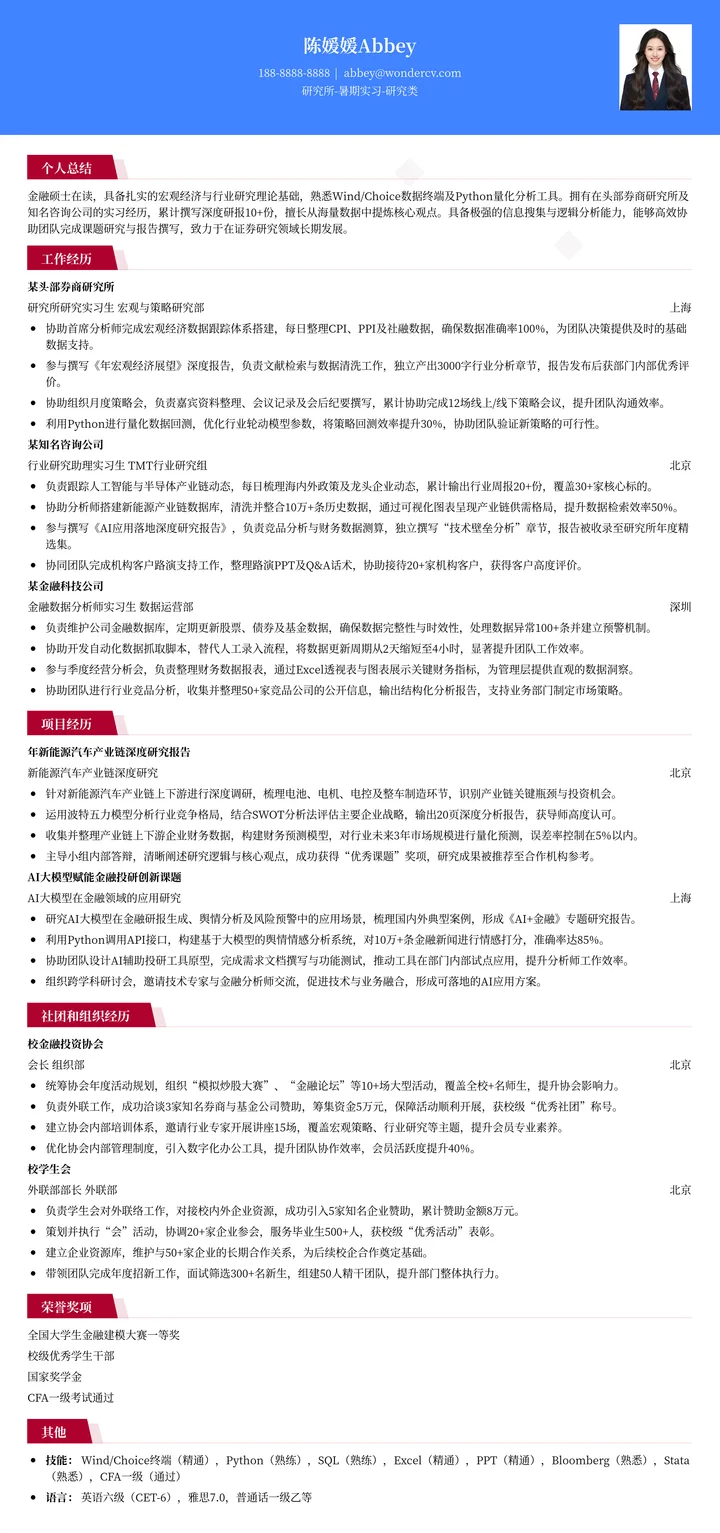 陈媛媛Abbey
188-8888-8888 | abbey@wondercv.com
研究所-暑期实习-研究类
个人总结
金融硕士在读，具备扎实的宏观经济与行业研究理论基础，熟悉Wind/Choice数据终端及Python量化分析工具。拥有在头部券商研究所及
知名咨询公司的实习经历，累计撰写深度研报10+份，擅长从海量数据中提炼核心观点。具备极强的信息搜集与逻辑分析能力，能够高效协
助团队完成课题研究与报告撰写，致力于在证券研究领域长期发展。
工作经历
某头部券商研究所
研究所研究实习生 宏观与策略研究部 上海
• 协助首席分析师完成宏观经济数据跟踪体系搭建，每日整理CPI、PPI及社融数据，确保数据准确率100%，为团队决策提供及时的基础
数据支持。
• 参与撰写《年宏观经济展望》深度报告，负责文献检索与数据清洗工作，独立产出3000字行业分析章节，报告发布后获部门内部优秀评
价。
• 协助组织月度策略会，负责嘉宾资料整理、会议记录及会后纪要撰写，累计协助完成12场线上/线下策略会议，提升团队沟通效率。
• 利用Python进行量化数据回测，优化行业轮动模型参数，将策略回测效率提升30%，协助团队验证新策略的可行性。
某知名咨询公司
行业研究助理实习生 TMT行业研究组 北京
• 负责跟踪人工智能与半导体产业链动态，每日梳理海内外政策及龙头企业动态，累计输出行业周报20+份，覆盖30+家核心标的。
• 协助分析师搭建新能源产业链数据库，清洗并整合10万+条历史数据，通过可视化图表呈现产业链供需格局，提升数据检索效率50%。
• 参与撰写《AI应用落地深度研究报告》，负责竞品分析与财务数据测算，独立撰写“技术壁垒分析”章节，报告被收录至研究所年度精
选集。
• 协同团队完成机构客户路演支持工作，整理路演PPT及Q&A话术，协助接待20+家机构客户，获得客户高度评价。
某金融科技公司
金融数据分析师实习生 数据运营部 深圳
• 负责维护公司金融数据库，定期更新股票、债券及基金数据，确保数据完整性与时效性，处理数据异常100+条并建立预警机制。
• 协助开发自动化数据抓取脚本，替代人工录入流程，将数据更新周期从2天缩短至4小时，显著提升团队工作效率。
• 参与季度经营分析会，负责整理财务数据报表，通过Excel透视表与图表展示关键财务指标，为管理层提供直观的数据洞察。
• 协助团队进行行业竞品分析，收集并整理50+家竞品公司的公开信息，输出结构化分析报告，支持业务部门制定市场策略。
项目经历
年新能源汽车产业链深度研究报告
新能源汽车产业链深度研究 北京
• 针对新能源汽车产业链上下游进行深度调研，梳理电池、电机、电控及整车制造环节，识别产业链关键瓶颈与投资机会。
• 运用波特五力模型分析行业竞争格局，结合SWOT分析法评估主要企业战略，输出20页深度分析报告，获导师高度认可。
• 收集并整理产业链上下游企业财务数据，构建财务预测模型，对行业未来3年市场规模进行量化预测，误差率控制在5%以内。
• 主导小组内部答辩，清晰阐述研究逻辑与核心观点，成功获得“优秀课题”奖项，研究成果被推荐至合作机构参考。
AI大模型赋能金融投研创新课题
AI大模型在金融领域的应用研究 上海
• 研究AI大模型在金融研报生成、舆情分析及风险预警中的应用场景，梳理国内外典型案例，形成《AI+金融》专题研究报告。
• 利用Python调用API接口，构建基于大模型的舆情情感分析系统，对10万+条金融新闻进行情感打分，准确率达85%。
• 协助团队设计AI辅助投研工具原型，完成需求文档撰写与功能测试，推动工具在部门内部试点应用，提升分析师工作效率。
• 组织跨学科研讨会，邀请技术专家与金融分析师交流，促进技术与业务融合，形成可落地的AI应用方案。
社团和组织经历
校金融投资协会
会长 组织部 北京
• 统筹协会年度活动规划，组织“模拟炒股大赛”、“金融论坛”等10+场大型活动，覆盖全校+名师生，提升协会影响力。
• 负责外联工作，成功洽谈3家知名券商与基金公司赞助，筹集资金5万元，保障活动顺利开展，获校级“优秀社团”称号。
• 建立协会内部培训体系，邀请行业专家开展讲座15场，覆盖宏观策略、行业研究等主题，提升会员专业素养。
• 优化协会内部管理制度，引入数字化办公工具，提升团队协作效率，会员活跃度提升40%。
校学生会
外联部部长 外联部 北京
• 负责学生会对外联络工作，对接校内外企业资源，成功引入5家知名企业赞助，累计赞助金额8万元。
• 策划并执行“会”活动，协调20+家企业参会，服务毕业生500+人，获校级“优秀活动”表彰。
• 建立企业资源库，维护与50+家企业的长期合作关系，为后续校企合作奠定基础。
• 带领团队完成年度招新工作，面试筛选300+名新生，组建50人精干团队，提升部门整体执行力。
荣誉奖项
全国大学生金融建模大赛一等奖
校级优秀学生干部
国家奖学金
CFA一级考试通过
其他
• 技能： Wind/Choice终端（精通）, Python（熟练）, SQL（熟练）, Excel（精通）, PPT（精通）, Bloomberg（熟悉）, Stata
（熟悉）, CFA一级（通过）
• 语言： 英语六级（CET-6），雅思7.0，普通话一级乙等